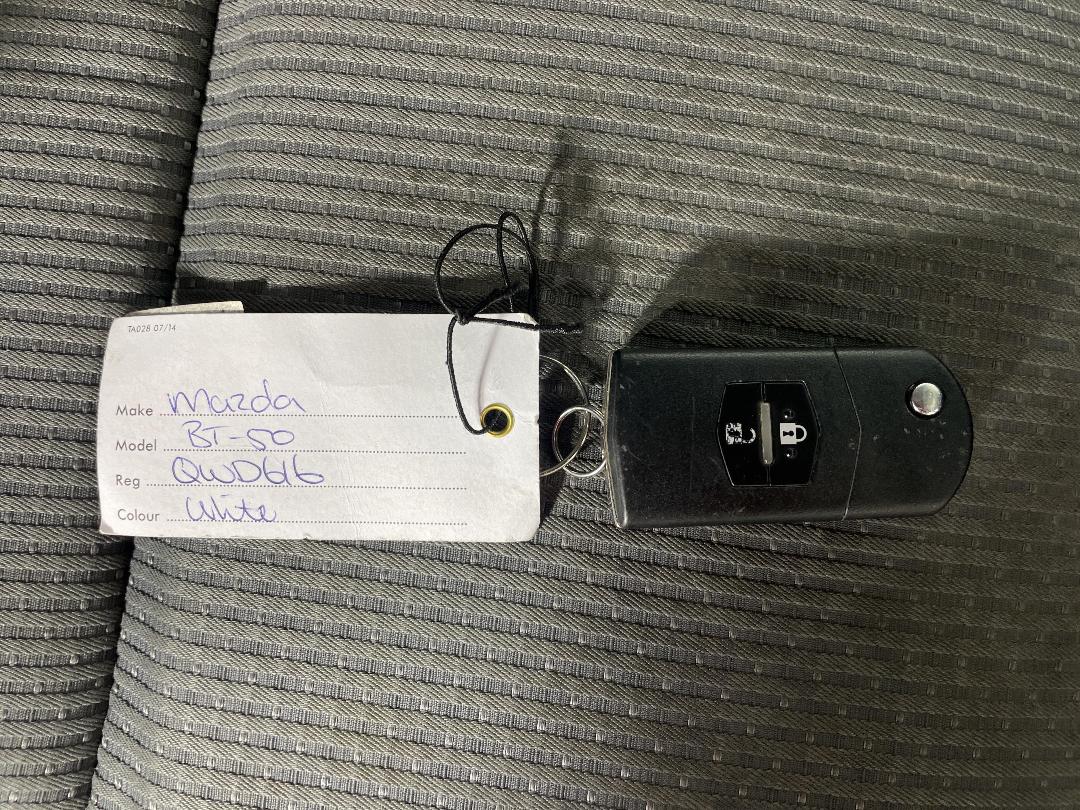 TA028 07/14
Make Mazda
Model BT-50
Reg QWD616
Colour White